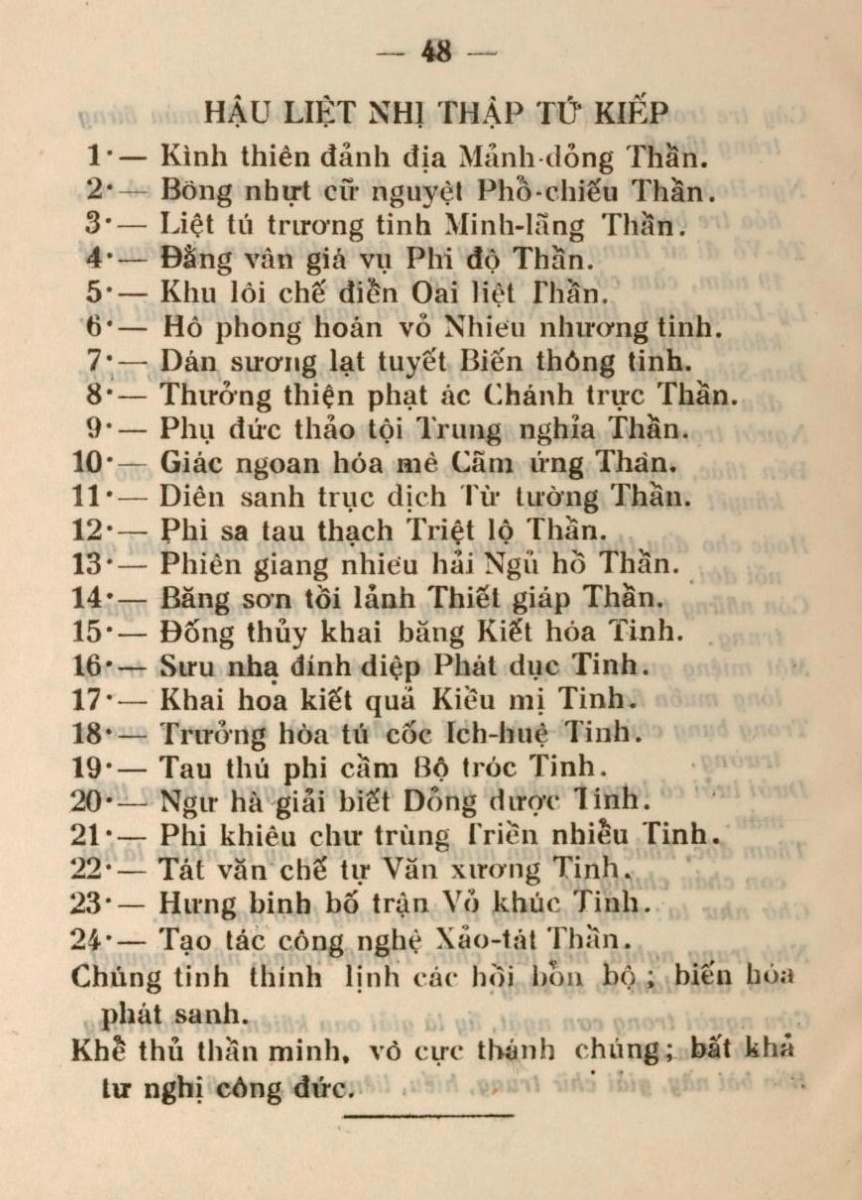 — 48 —
HẬU LIỆT NHỊ THẬP TỨ KIẾP
1·— Kình thiên đảnh địa Mảnh-dỏng Thần.
2·— Bồng nhựt cữ nguyệt Phổ-chiếu Thần.
3·— Liệt tú trương tinh Minh-lãng Thần.
4·— Đằng vân giá vụ Phi độ Thần.
5·— Khu lôi chế điển Oai liệt Thần.
6·— Hô phong hoán vỏ Nhieu nhương tinh.
7·— Dán sương lạt tuyết Biến thông tinh.
8·— Thưởng thiện phạt ác Chánh trực Thần.
9·— Phụ đức thảo tội Trung nghỉa Thần.
10·— Giác ngoan hóa mê Cãm ứng Thần.
11·— Diên sanh trục dịch Từ tường Thần.
12·— Phi sa tau thạch Triệt lộ Thần.
13·— Phiên giang nhiêu hải Ngủ hồ Thần.
14·— Băng sơn tồi lảnh Thiết giáp Thần.
15·— Đống thủy khai băng Kiết hóa Tinh.
16·— Sưu nhạ đính diệp Phát dục Tinh.
17·— Khai hoa kiết quả Kiều mị Tinh.
18·— Trưởng hòa tú cốc Ich-huệ Tinh.
19·— Tau thú phi cầm Bộ tróc Tinh.
20·— Ngư hà giải biết Dỏng dược Tinh.
21·— Phi khiêu chư trùng Triền nhiều Tinh.
22·— Tát văn chế tự Văn xương Tinh.
23·— Hưng binh bố trận Vỏ khúc Tinh.
24·— Tạo tác công nghệ Xảo-tát Thần.
Chúng tinh thính lịnh các hồi bổn bộ ; biến hóa
phát sanh.
Khể thủ thần minh, vô cực thánh chúng ; bất khả
tư nghị công đức.